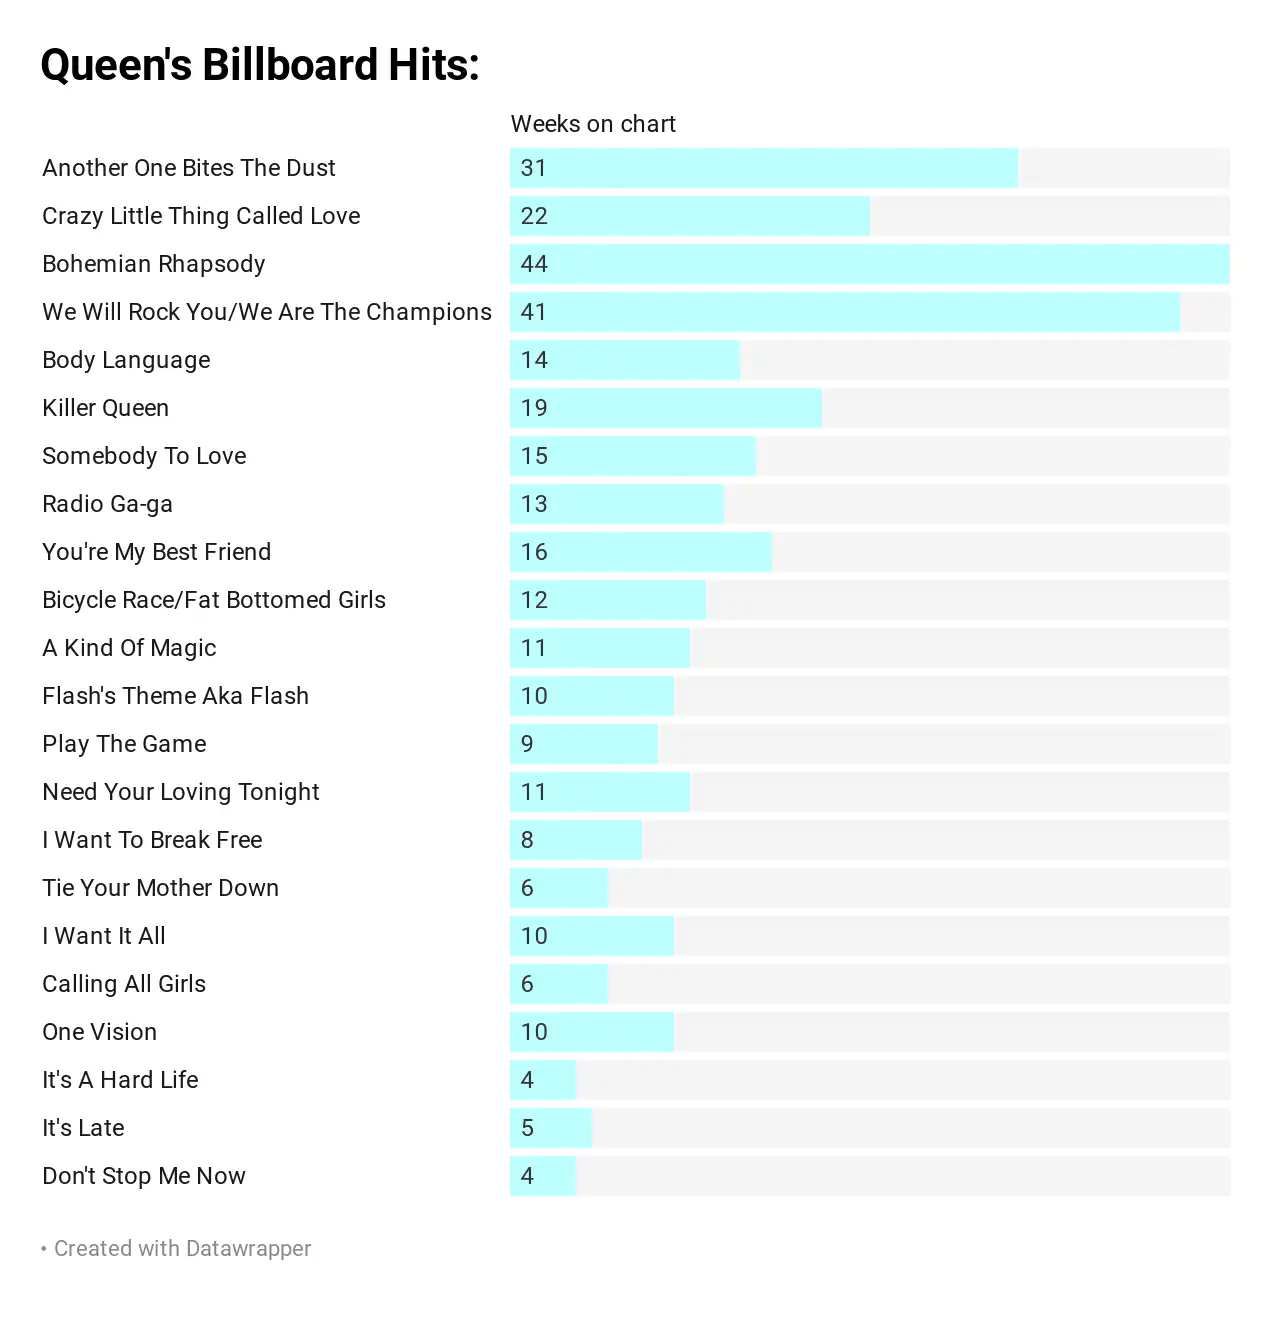 Queen's Billboard Hits:
Weeks on chart
Another One Bites The Dust 31
Crazy Little Thing Called Love 22
Bohemian Rhapsody 44
We Will Rock You/We Are The Champions 41
Body Language 14
Killer Queen 19
Somebody To Love 15
Radio Ga-ga 13
You're My Best Friend 16
Bicycle Race/Fat Bottomed Girls 12
A Kind Of Magic 11
Flash's Theme Aka Flash 10
Play The Game 9
Need Your Loving Tonight 11
I Want To Break Free 8
Tie Your Mother Down 6
I Want It All 10
Calling All Girls 6
One Vision 10
It's A Hard Life 4
It's Late 5
Don't Stop Me Now 4
• Created with Datawrapper